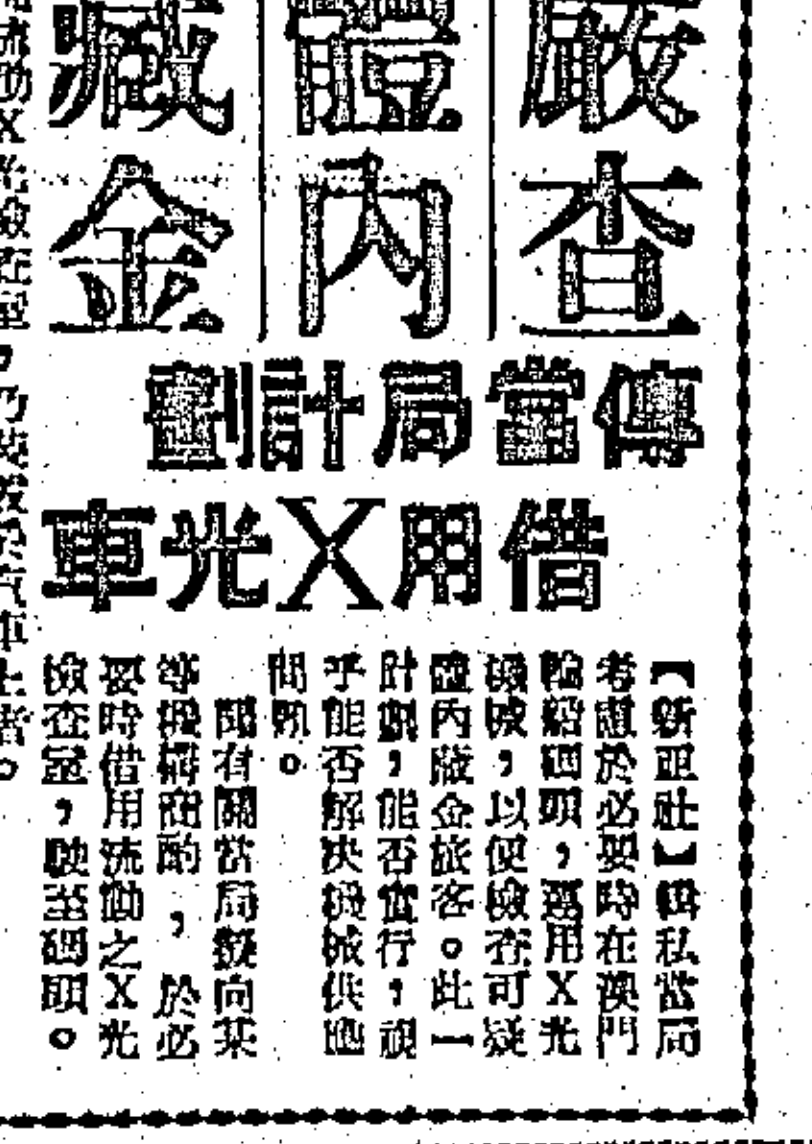 嚴查
體內
藏金
傳當局計劃
借用X光車
【新亞社】緝私當局
考慮於必要時在澳門
輪船碼頭，運用X光
機械，以便檢查可疑
體內藏金旅客。此一
計劃，能否實行，視
乎能否解決機械供應
問題。
聞有關當局擬向某
等機構商酌，於必
要時借用流動之X光
檢查室，駛至碼頭。
流動X光檢查室，乃裝設於汽車上者。